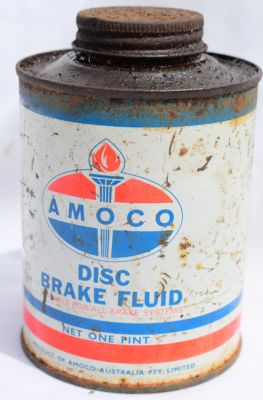 AMOCO
DISC
BRAKE FLUID
FOR ALL BRAKE SYSTEMS
NET ONE PINT
PRODUCT OF AMOCO AUSTRALIA PTY. LIMITED